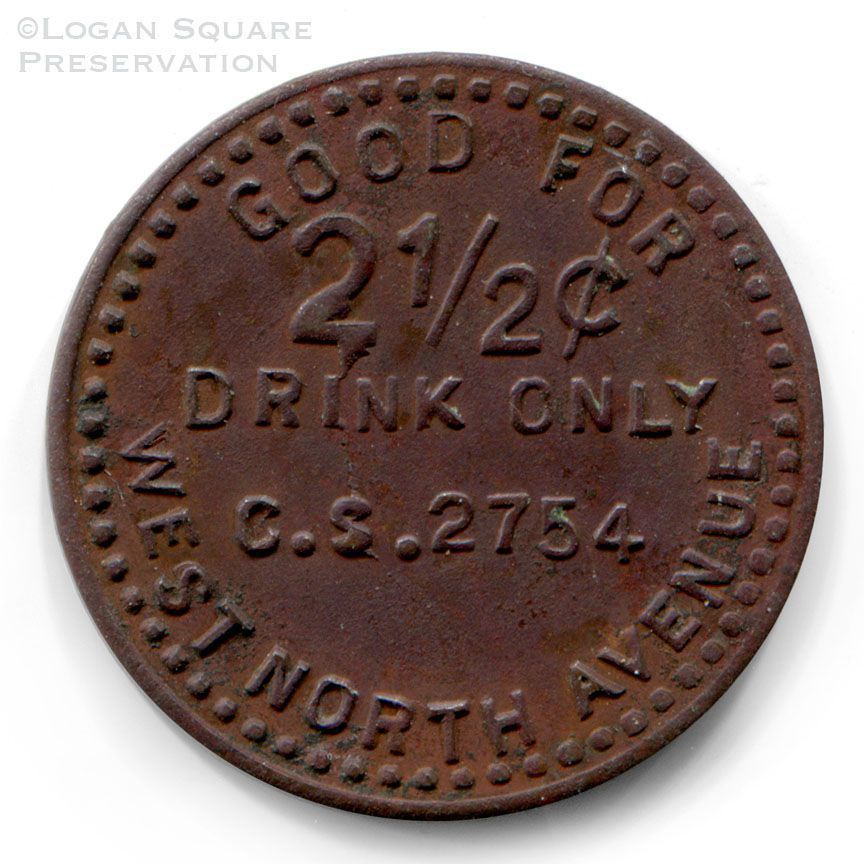 ©Logan Square
Preservation
GOOD FOR
2 1/2¢
DRINK ONLY
C.S.2754
WEST NORTH AVENUE